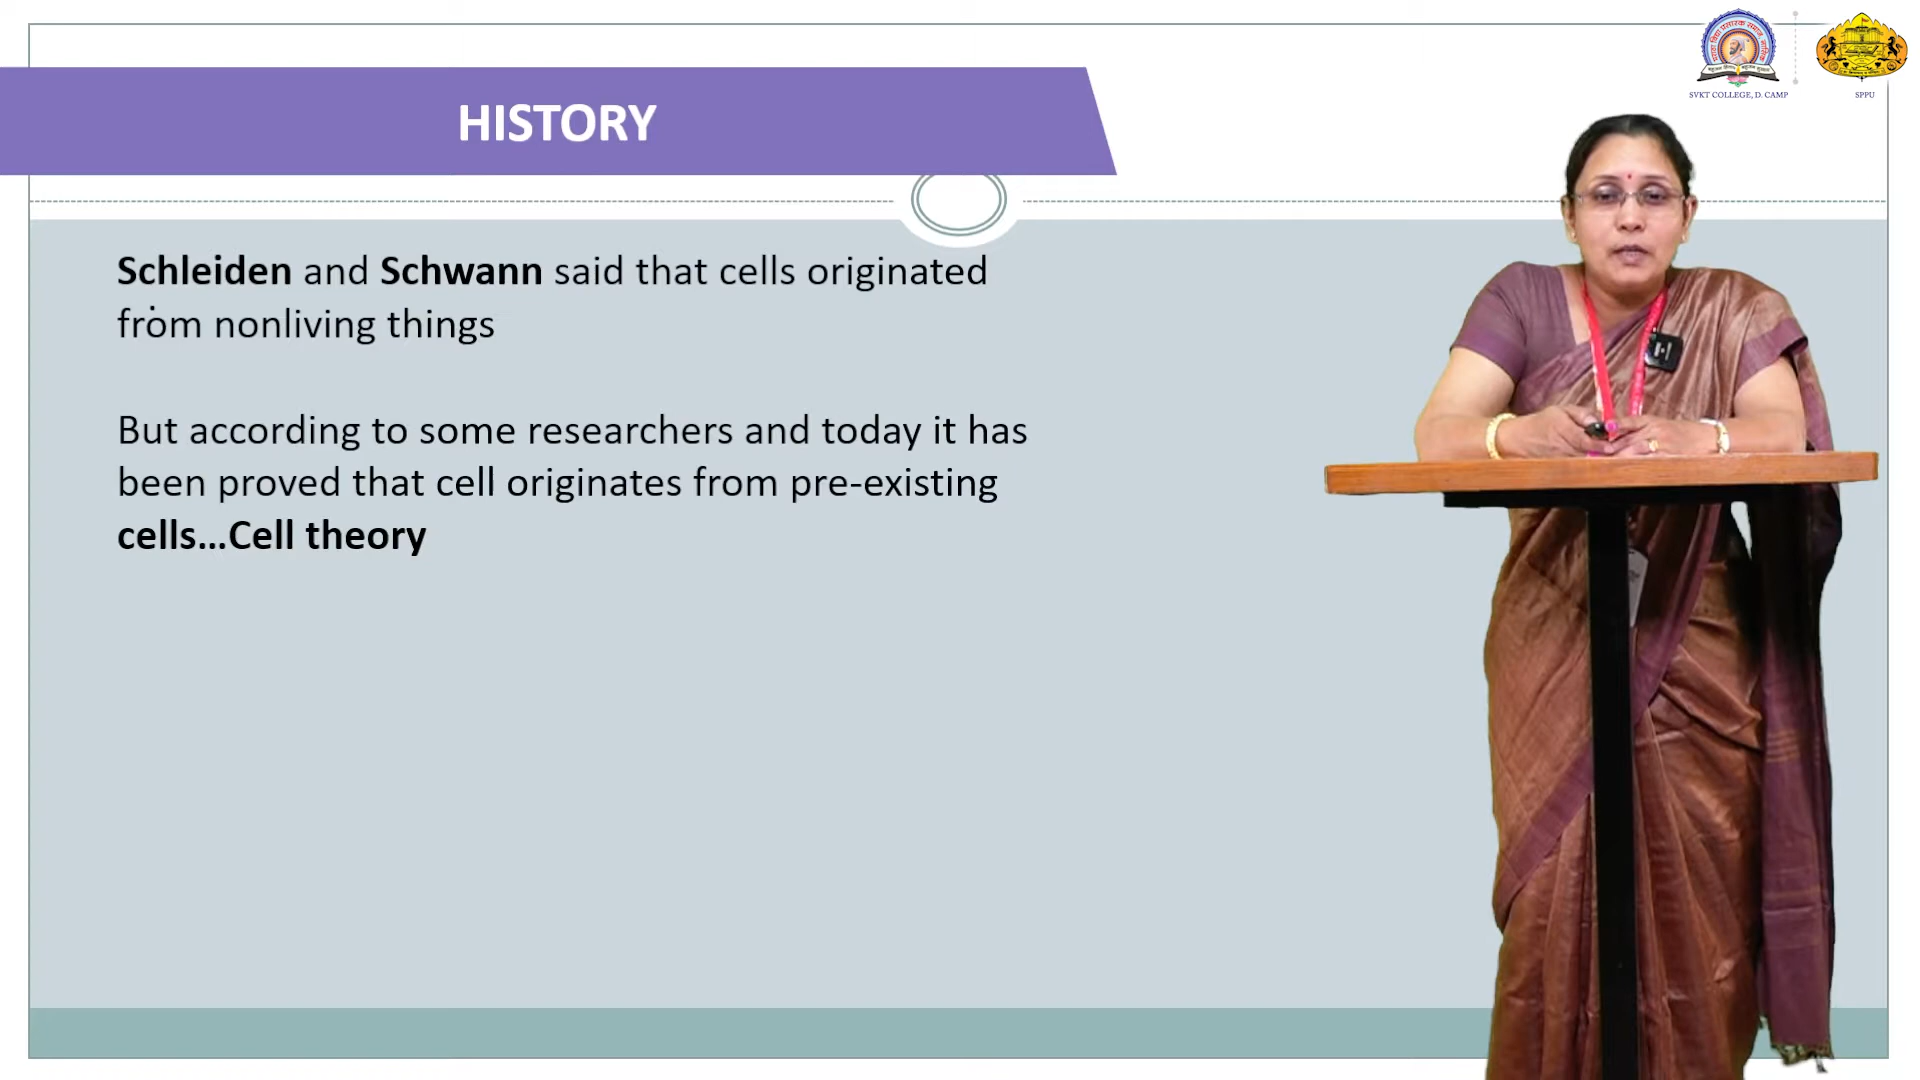 HISTORY
SVKT COLLEGE, D. CAMP
SPPU
Schleiden and Schwann said that cells originated
from nonliving things
But according to some researchers and today it has
been proved that cell originates from pre-existing
cells...Cell theory